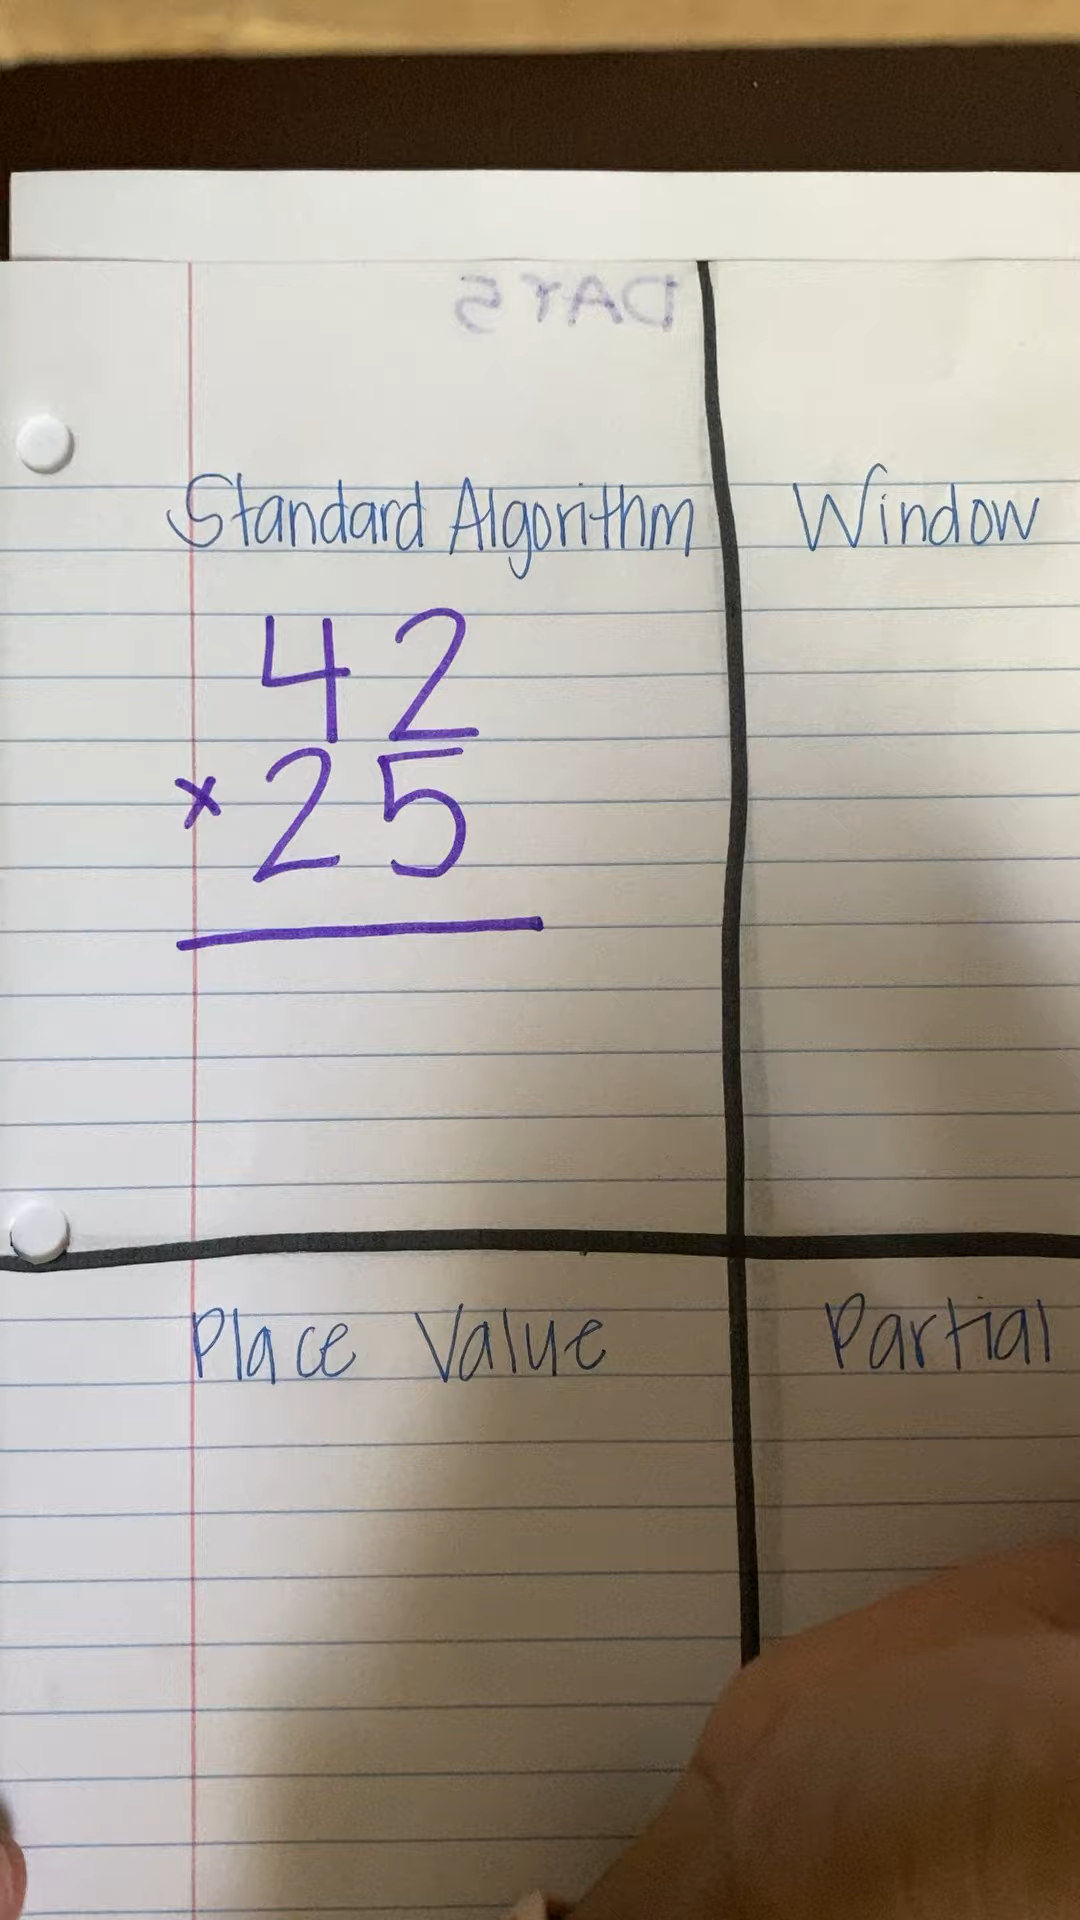 DAY 5
Standard Algorithm
42
× 25
Window
Place Value
Partial